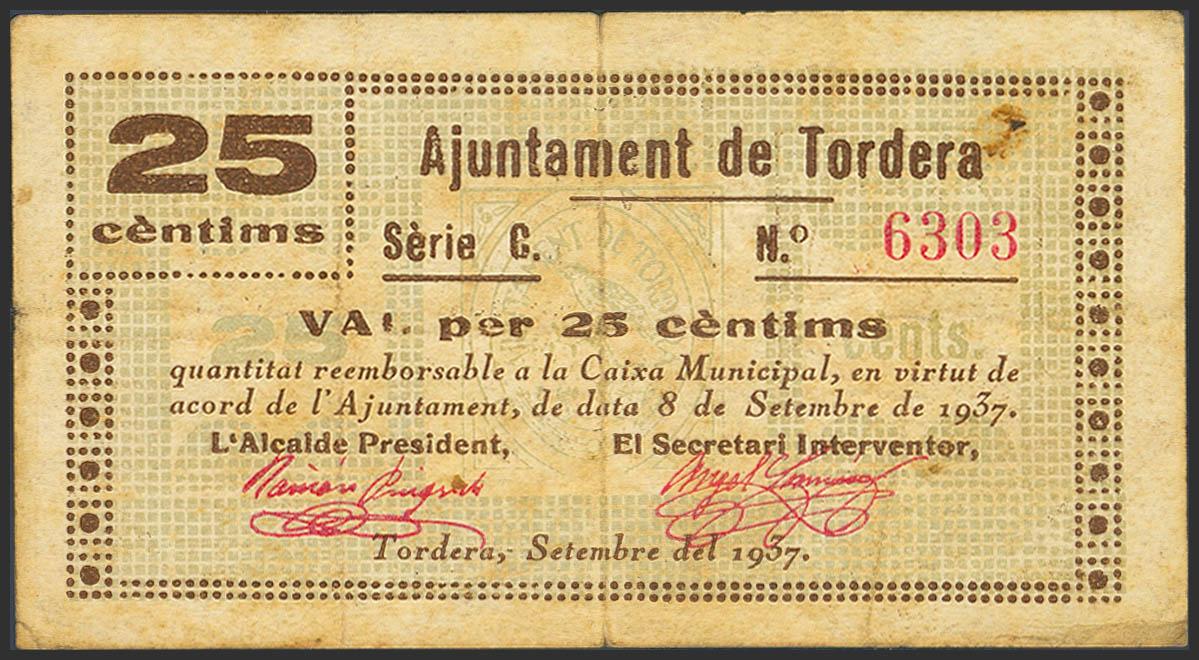 25
cèntims
Ajuntament de Tordera
Sèrie C.
N.º 6303
VAL per 25 cèntims
quantitat reemborsable a la Caixa Municipal, en virtut de
acord de l'Ajuntament, de data 8 de Setembre de 1937.
L'Alcalde President,
El Secretari Interventor,
Tordera, Setembre del 1937.
25
cents.